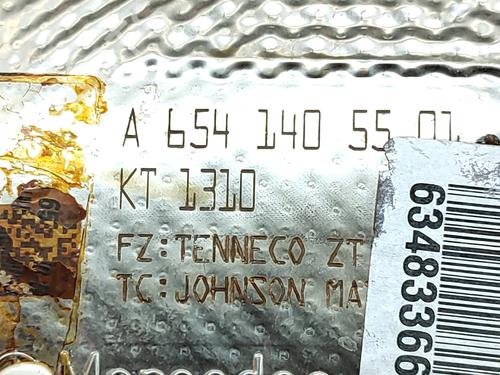 A 654 140 55 01
KT 1310
FZ: TENNECO ZT
TC: JOHNSON MA
63483366